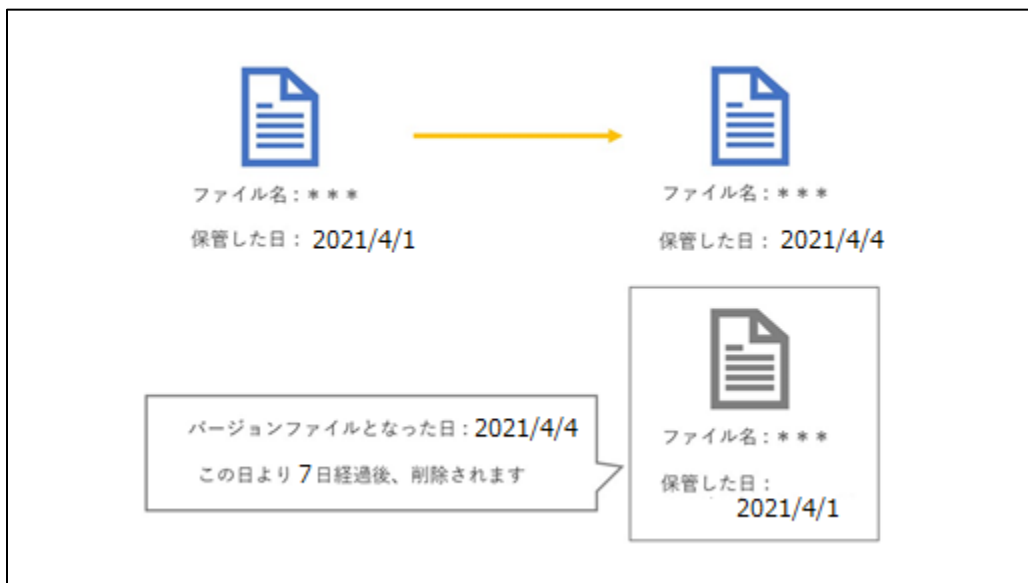 ファイル名：＊＊＊
保管した日： 2021/4/1
ファイル名：＊＊＊
保管した日： 2021/4/4
バージョンファイルとなった日：2021/4/4
この日より 7日経過後、削除されます
ファイル名：＊＊＊
保管した日：
2021/4/1